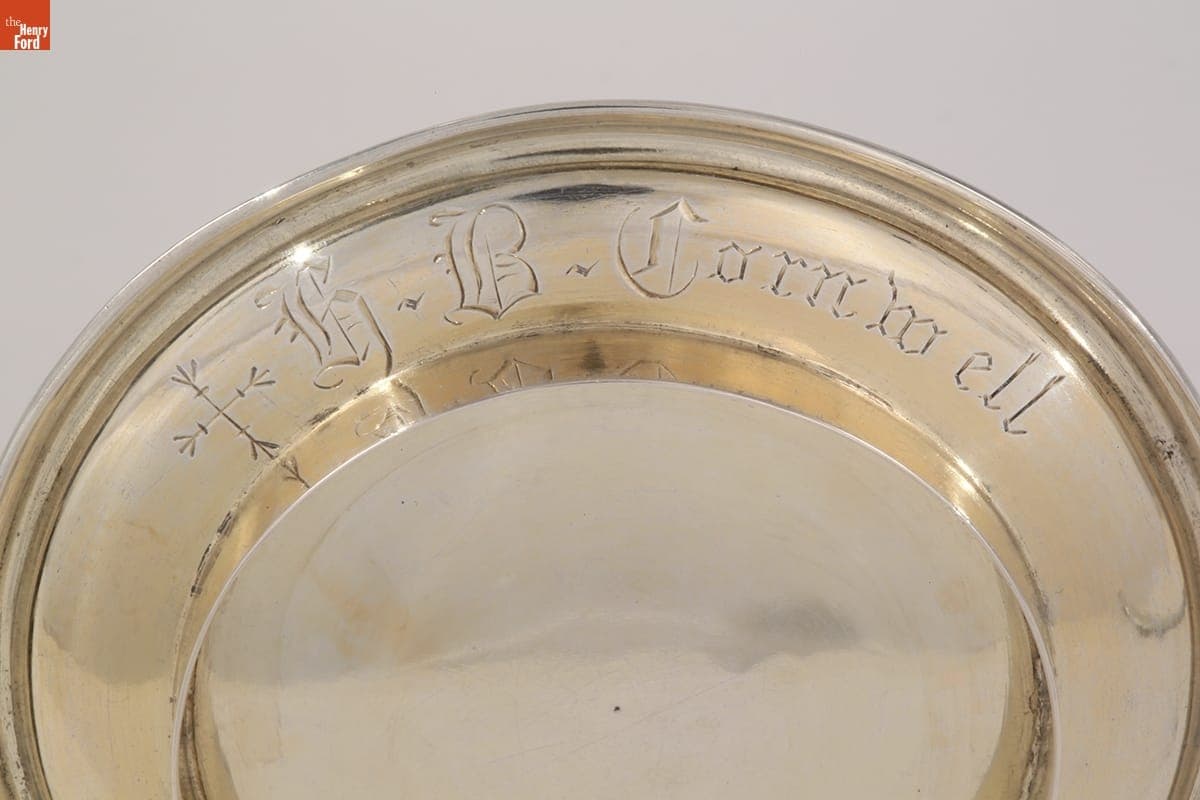 the
Henry
Ford
H. B. Cornwell